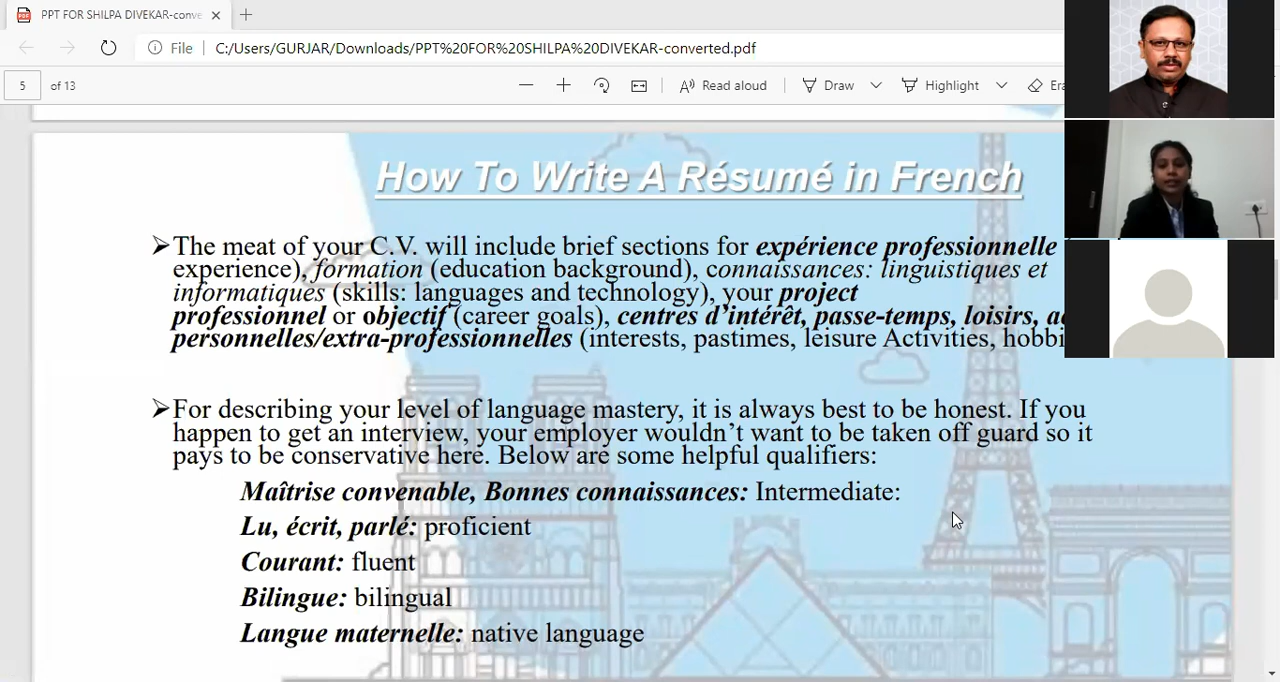 PPT FOR SHILPA DIVEKAR-conve
File C:/Users/GURJAR/Downloads/PPT%20FOR%20SHILPA%20DIVEKAR-converted.pdf
5 of 13 Read aloud Draw Highlight
How To Write A Résumé in French
The meat of your C.V. will include brief sections for expérience professionnelle
experience), formation (education background), connaissances: linguistiques et
informatiques (skills: languages and technology), your project
professionnel or objectif (career goals), centres d’intérêt, passe-temps, loisirs,
personnelles/extra-professionnelles (interests, pastimes, leisure Activities, hobbi
For describing your level of language mastery, it is always best to be honest. If you
happen to get an interview, your employer wouldn’t want to be taken off guard so it
pays to be conservative here. Below are some helpful qualifiers:
Maîtrise convenable, Bonnes connaissances: Intermediate:
Lu, écrit, parlé: proficient
Courant: fluent
Bilingue: bilingual
Langue maternelle: native language